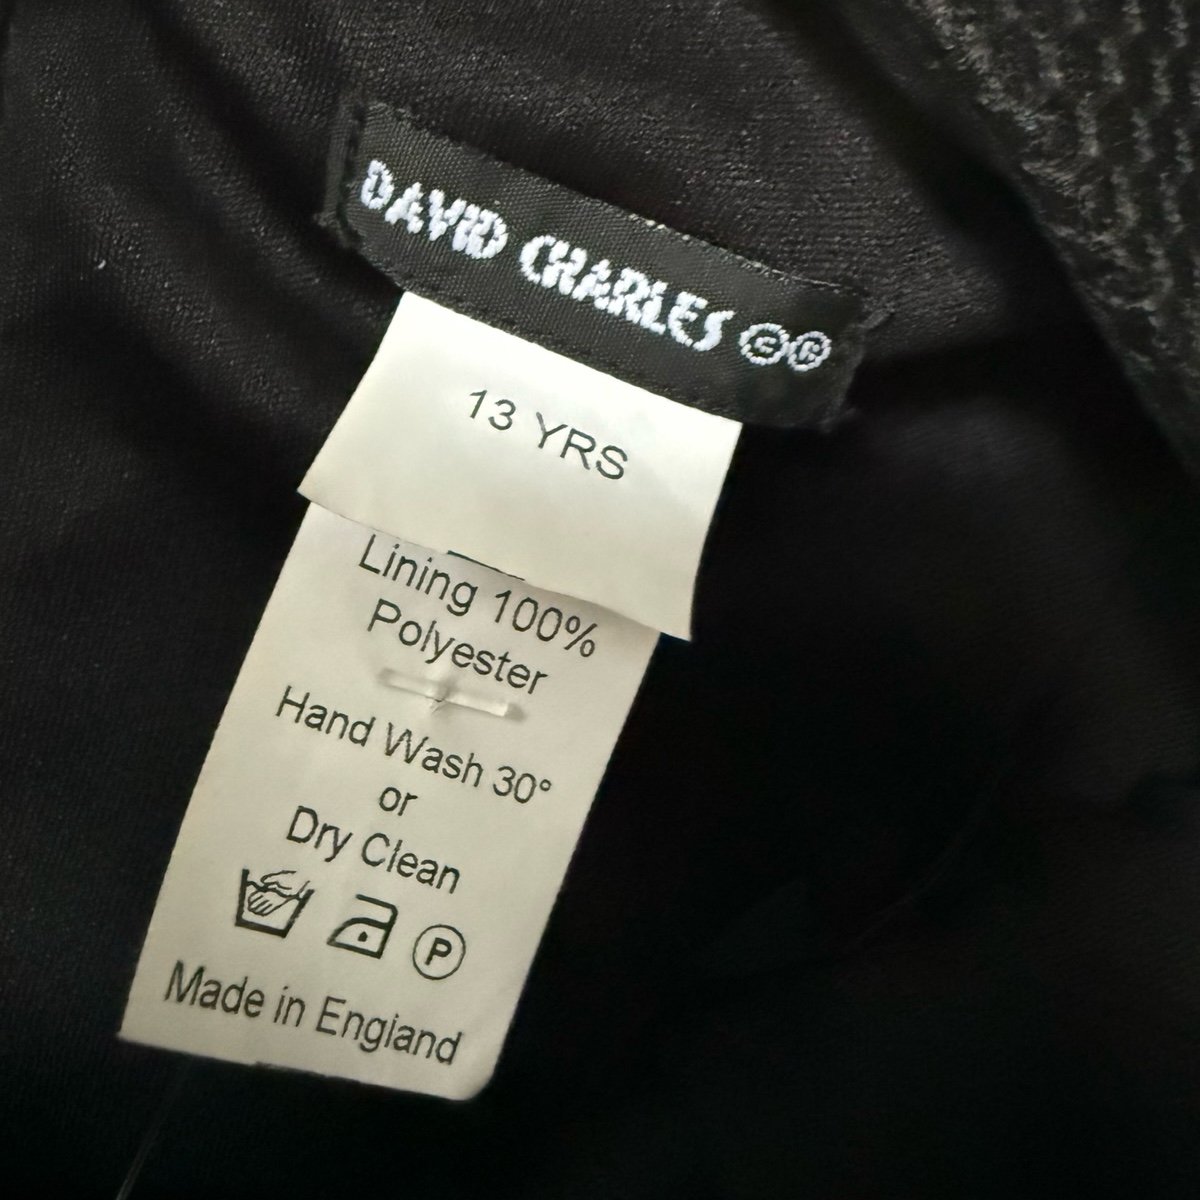 DAVID CHARLES ©®
13 YRS
Lining 100%
Polyester
Hand Wash 30°
or
Dry Clean
P
Made in England